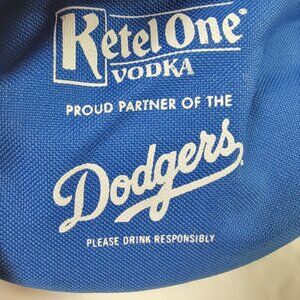 Ketel One®
VODKA
PROUD PARTNER OF THE
Dodgers
PLEASE DRINK RESPONSIBLY